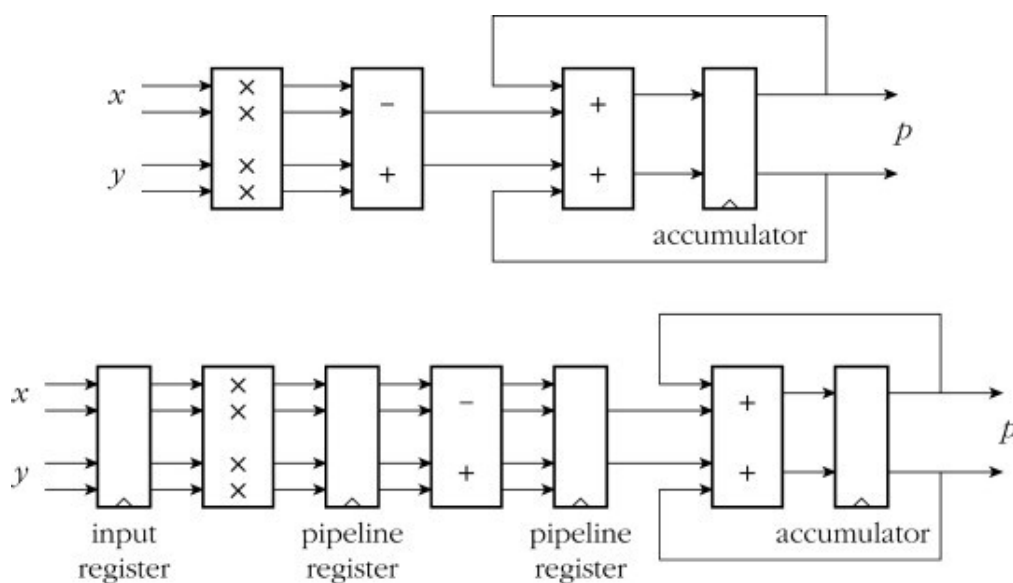 x
×
×
−
+
p
y
×
×
+
+
accumulator
x
×
×
−
+
p
y
×
×
+
+
input register
pipeline register
pipeline register
accumulator